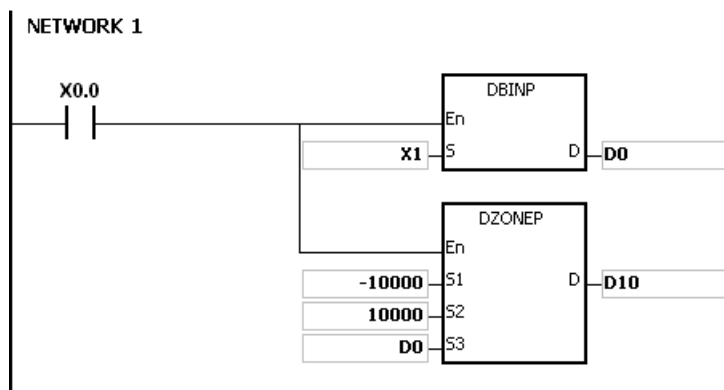 NETWORK 1
X0.0
DBINP
En
X1 S D D0
DZONEP
En
-10000 S1 D D10
10000 S2
D0 S3